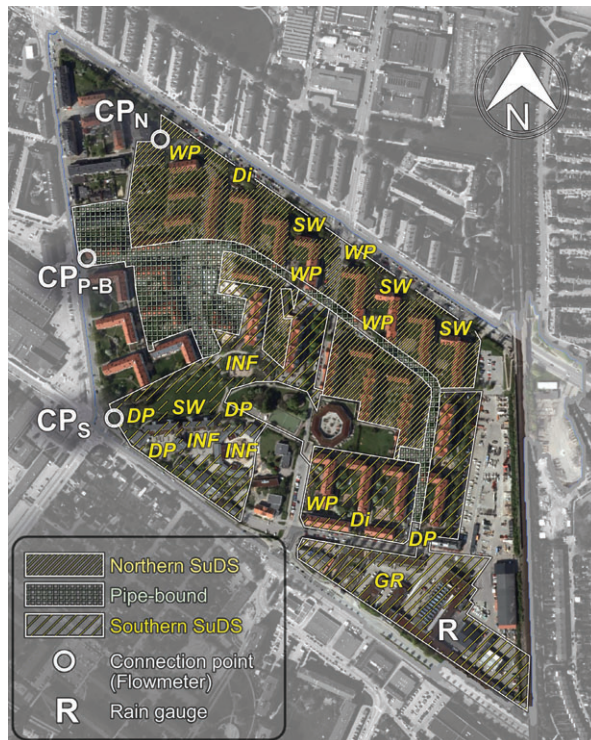 N
CPN
WP
Di
SW
WP
WP
SW
CPP-B
WP
SW
INF
CPS
DP
SW
DP
DP
INF
INF
WP
Di
DP
GR
R
Northern SuDS
Pipe-bound
Southern SuDS
Connection point
(Flowmeter)
R Rain gauge